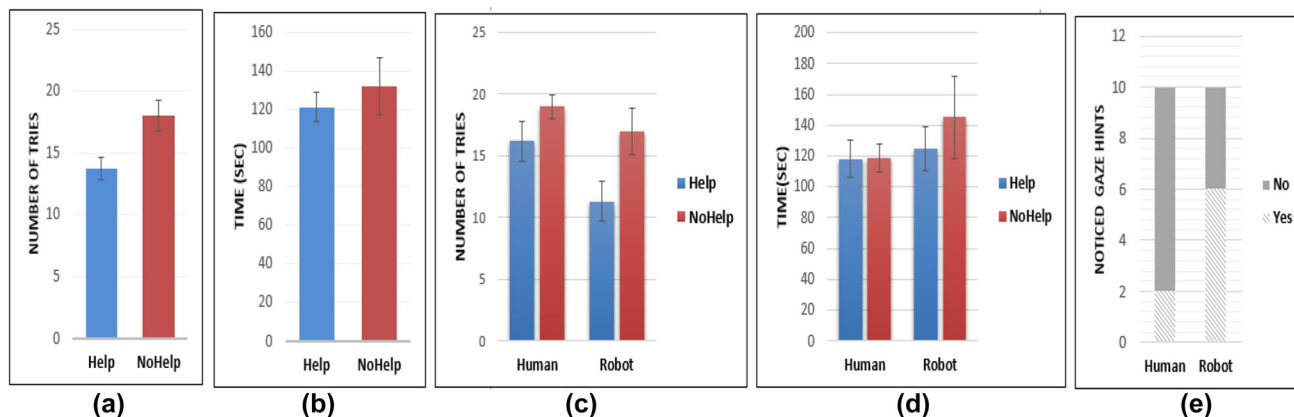 NUMBER OF TRIES
25
20
15
10
5
0
Help NoHelp
(a)
TIME (SEC)
160
140
120
100
80
60
40
20
0
Help NoHelp
(b)
NUMBER OF TRIES
25
20
15
10
5
0
Human Robot
Help
NoHelp
(c)
TIME(SEC)
200
180
160
140
120
100
80
60
40
20
0
Human Robot
Help
NoHelp
(d)
NOTICED GAZE HINTS
12
10
8
6
4
2
0
Human Robot
No
Yes
(e)